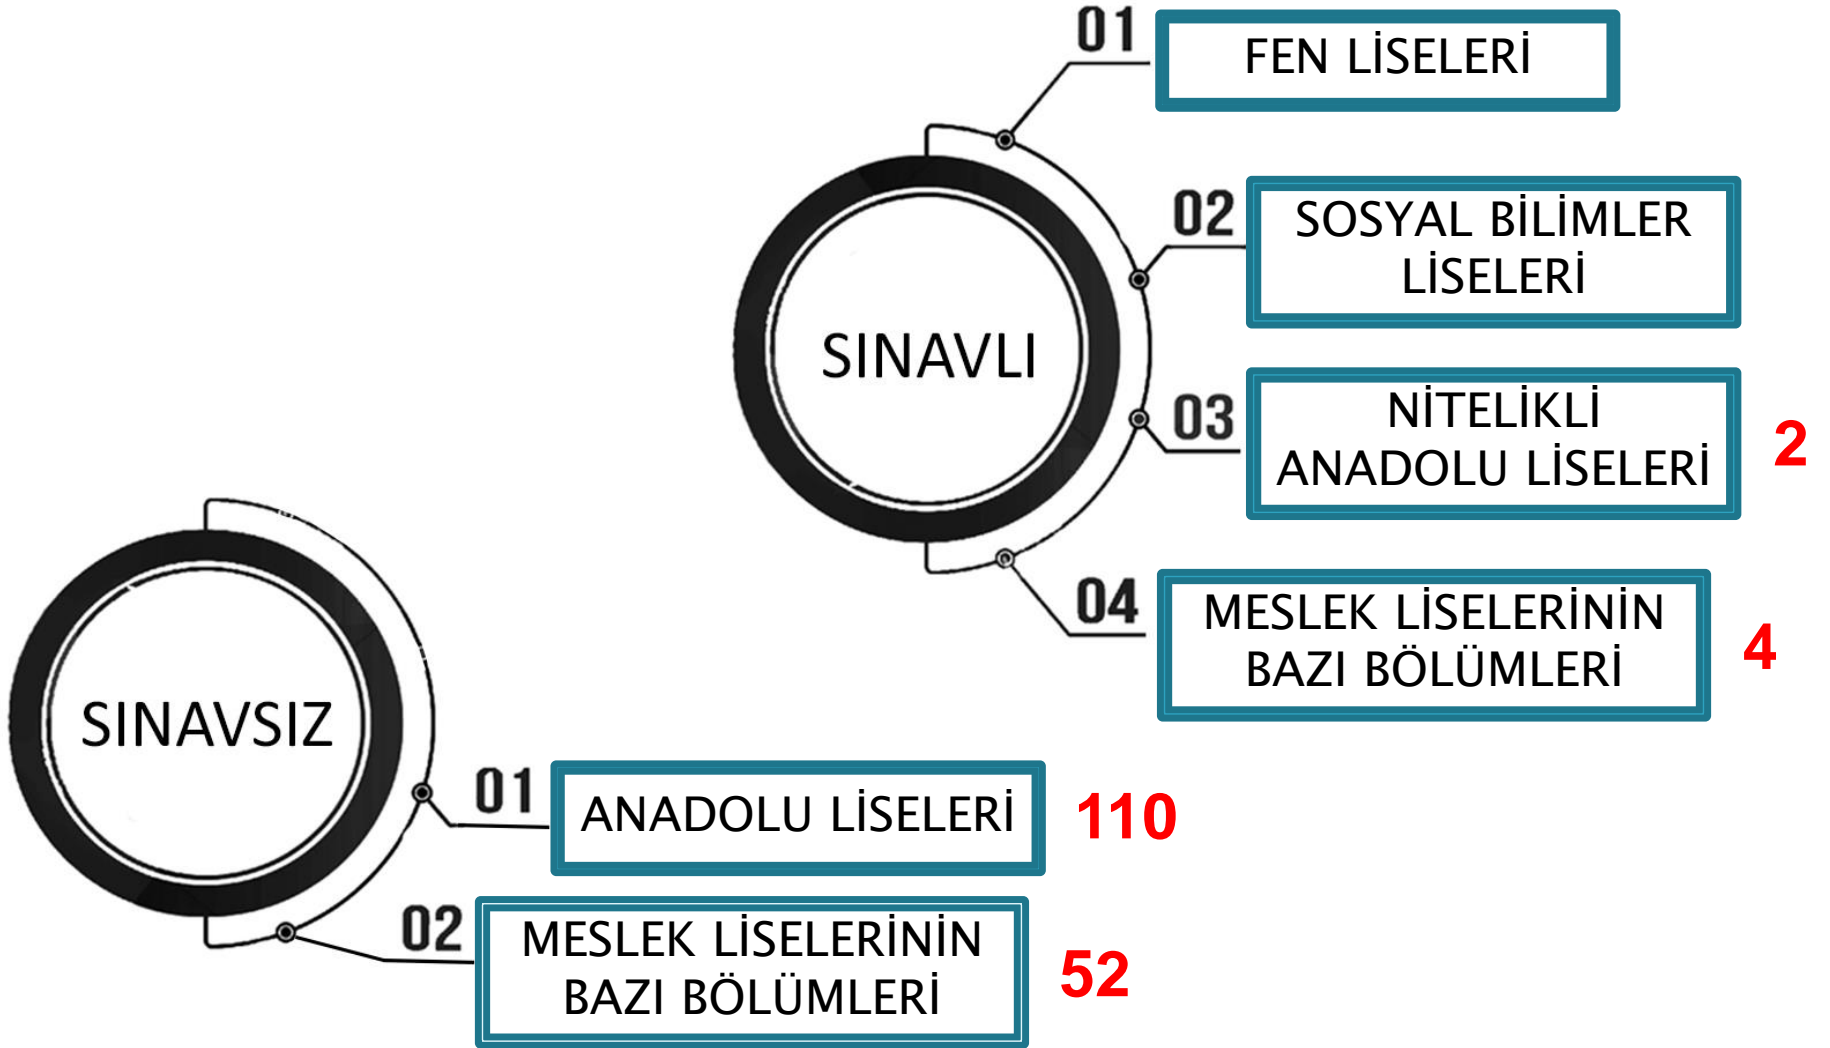 SINAVLI
01
FEN LİSELERİ
02
SOSYAL BİLİMLER
LİSELERİ
03
NİTELİKLİ
ANADOLU LİSELERİ
2
04
MESLEK LİSELERİNİN
BAZI BÖLÜMLERİ
4
SINAVSIZ
01
ANADOLU LİSELERİ
110
02
MESLEK LİSELERİNİN
BAZI BÖLÜMLERİ
52